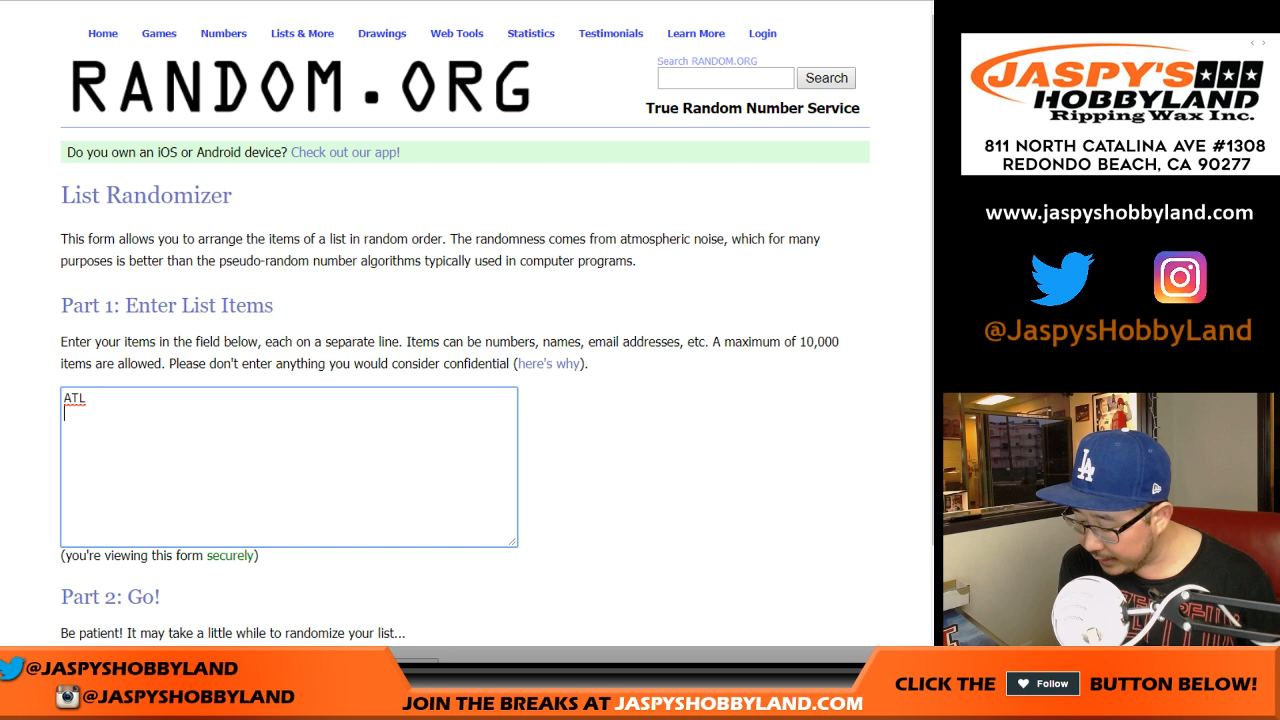 Home Games Numbers Lists & More Drawings Web Tools Statistics Testimonials Learn More Login
RANDOM.ORG
Search RANDOM.ORG
Search
True Random Number Service
Do you own an iOS or Android device? Check out our app!
List Randomizer
This form allows you to arrange the items of a list in random order. The randomness comes from atmospheric noise, which for many
purposes is better than the pseudo-random number algorithms typically used in computer programs.
Part 1: Enter List Items
Enter your items in the field below, each on a separate line. Items can be numbers, names, email addresses, etc. A maximum of 10,000
items are allowed. Please don't enter anything you would consider confidential (here's why).
ATL
(you're viewing this form securely)
Part 2: Go!
Be patient! It may take a little while to randomize your list...
JASPY'S
HOBBYLAND
Ripping Wax Inc.
811 NORTH CATALINA AVE #1308
REDONDO BEACH, CA 90277
www.jaspyshobbyland.com
@JaspysHobbyLand
LA
@JASPYSHOBBYLAND
@JASPYSHOBBYLAND
JOIN THE BREAKS AT JASPYSHOBBYLAND.COM
CLICK THE Follow BUTTON BELOW!